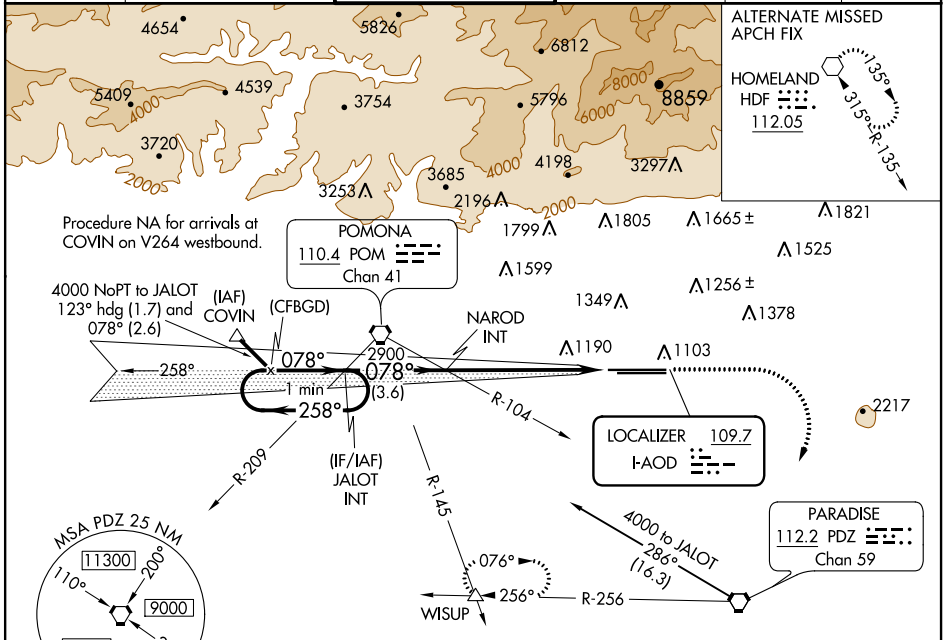 4654
5826
6812
5409
4539
4000
3754
5796
8000
8859
6000
3720
2000
3685
4000
4198
3297
3253
2196
2000
ALTERNATE MISSED
APCH FIX
HOMELAND
HDF
112.05
135°
315°
R-135
Procedure NA for arrivals at
COVIN on V264 westbound.
POMONA
110.4 POM
Chan 41
1799
1805
1665 ±
1821
1599
1525
1256 ±
1349
1378
1190
1103
4000 NoPT to JALOT
123° hdg (1.7) and
078° (2.6)
(IAF)
COVIN
(CFBGD)
NAROD
INT
258°
x
078°
2900
078°
(3.6)
1 min
258°
R-104
R-209
(IF/IAF)
JALOT
INT
R-145
LOCALIZER 109.7
I-AOD
2217
4000 to JALOT
286°
(16.3)
PARADISE
112.2 PDZ
Chan 59
076°
256°
R-256
WISUP
MSA PDZ 25 NM
11300
110°
200°
9000